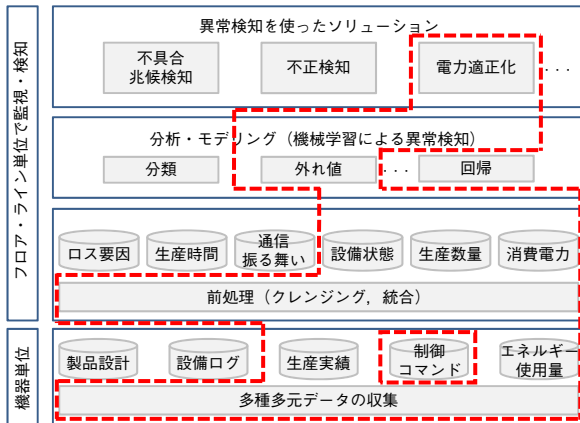 フロア・ライン単位で監視・検知
異常検知を使ったソリューション
不具合
兆候検知
不正検知
電力適正化
・・・
分析・モデリング（機械学習による異常検知）
分類
外れ値
・・・
回帰
ロス要因
生産時間
通信
振る舞い
設備状態
生産数量
消費電力
前処理（クレンジング，統合）
機器単位
製品設計
設備ログ
生産実績
制御
コマンド
エネルギー
使用量
多種多元データの収集